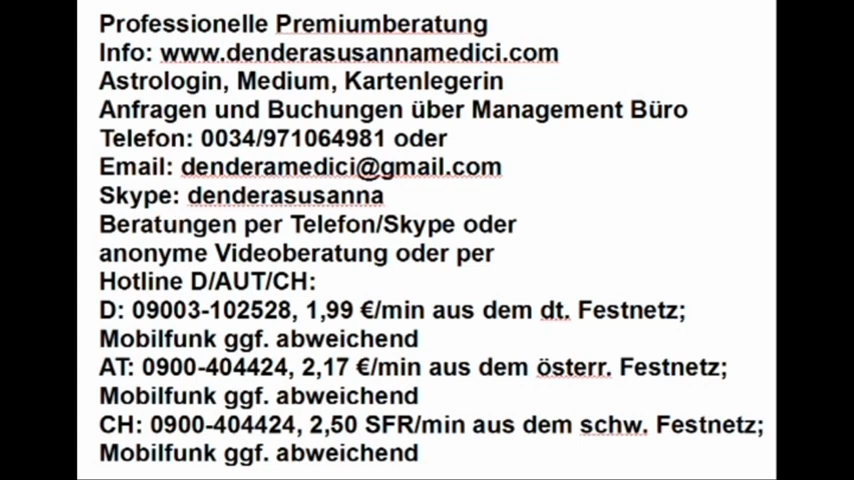 Professionelle Premiumberatung
Info: www.denderasusannamedici.com
Astrologin, Medium, Kartenlegerin
Anfragen und Buchungen über Management Büro
Telefon: 0034/971064981 oder
Email: denderamedici@gmail.com
Skype: denderasusanna
Beratungen per Telefon/Skype oder
anonyme Videoberatung oder per
Hotline D/AUT/CH:
D: 09003-102528, 1,99 €/min aus dem dt. Festnetz;
Mobilfunk ggf. abweichend
AT: 0900-404424, 2,17 €/min aus dem österr. Festnetz;
Mobilfunk ggf. abweichend
CH: 0900-404424, 2,50 SFR/min aus dem schw. Festnetz;
Mobilfunk ggf. abweichend